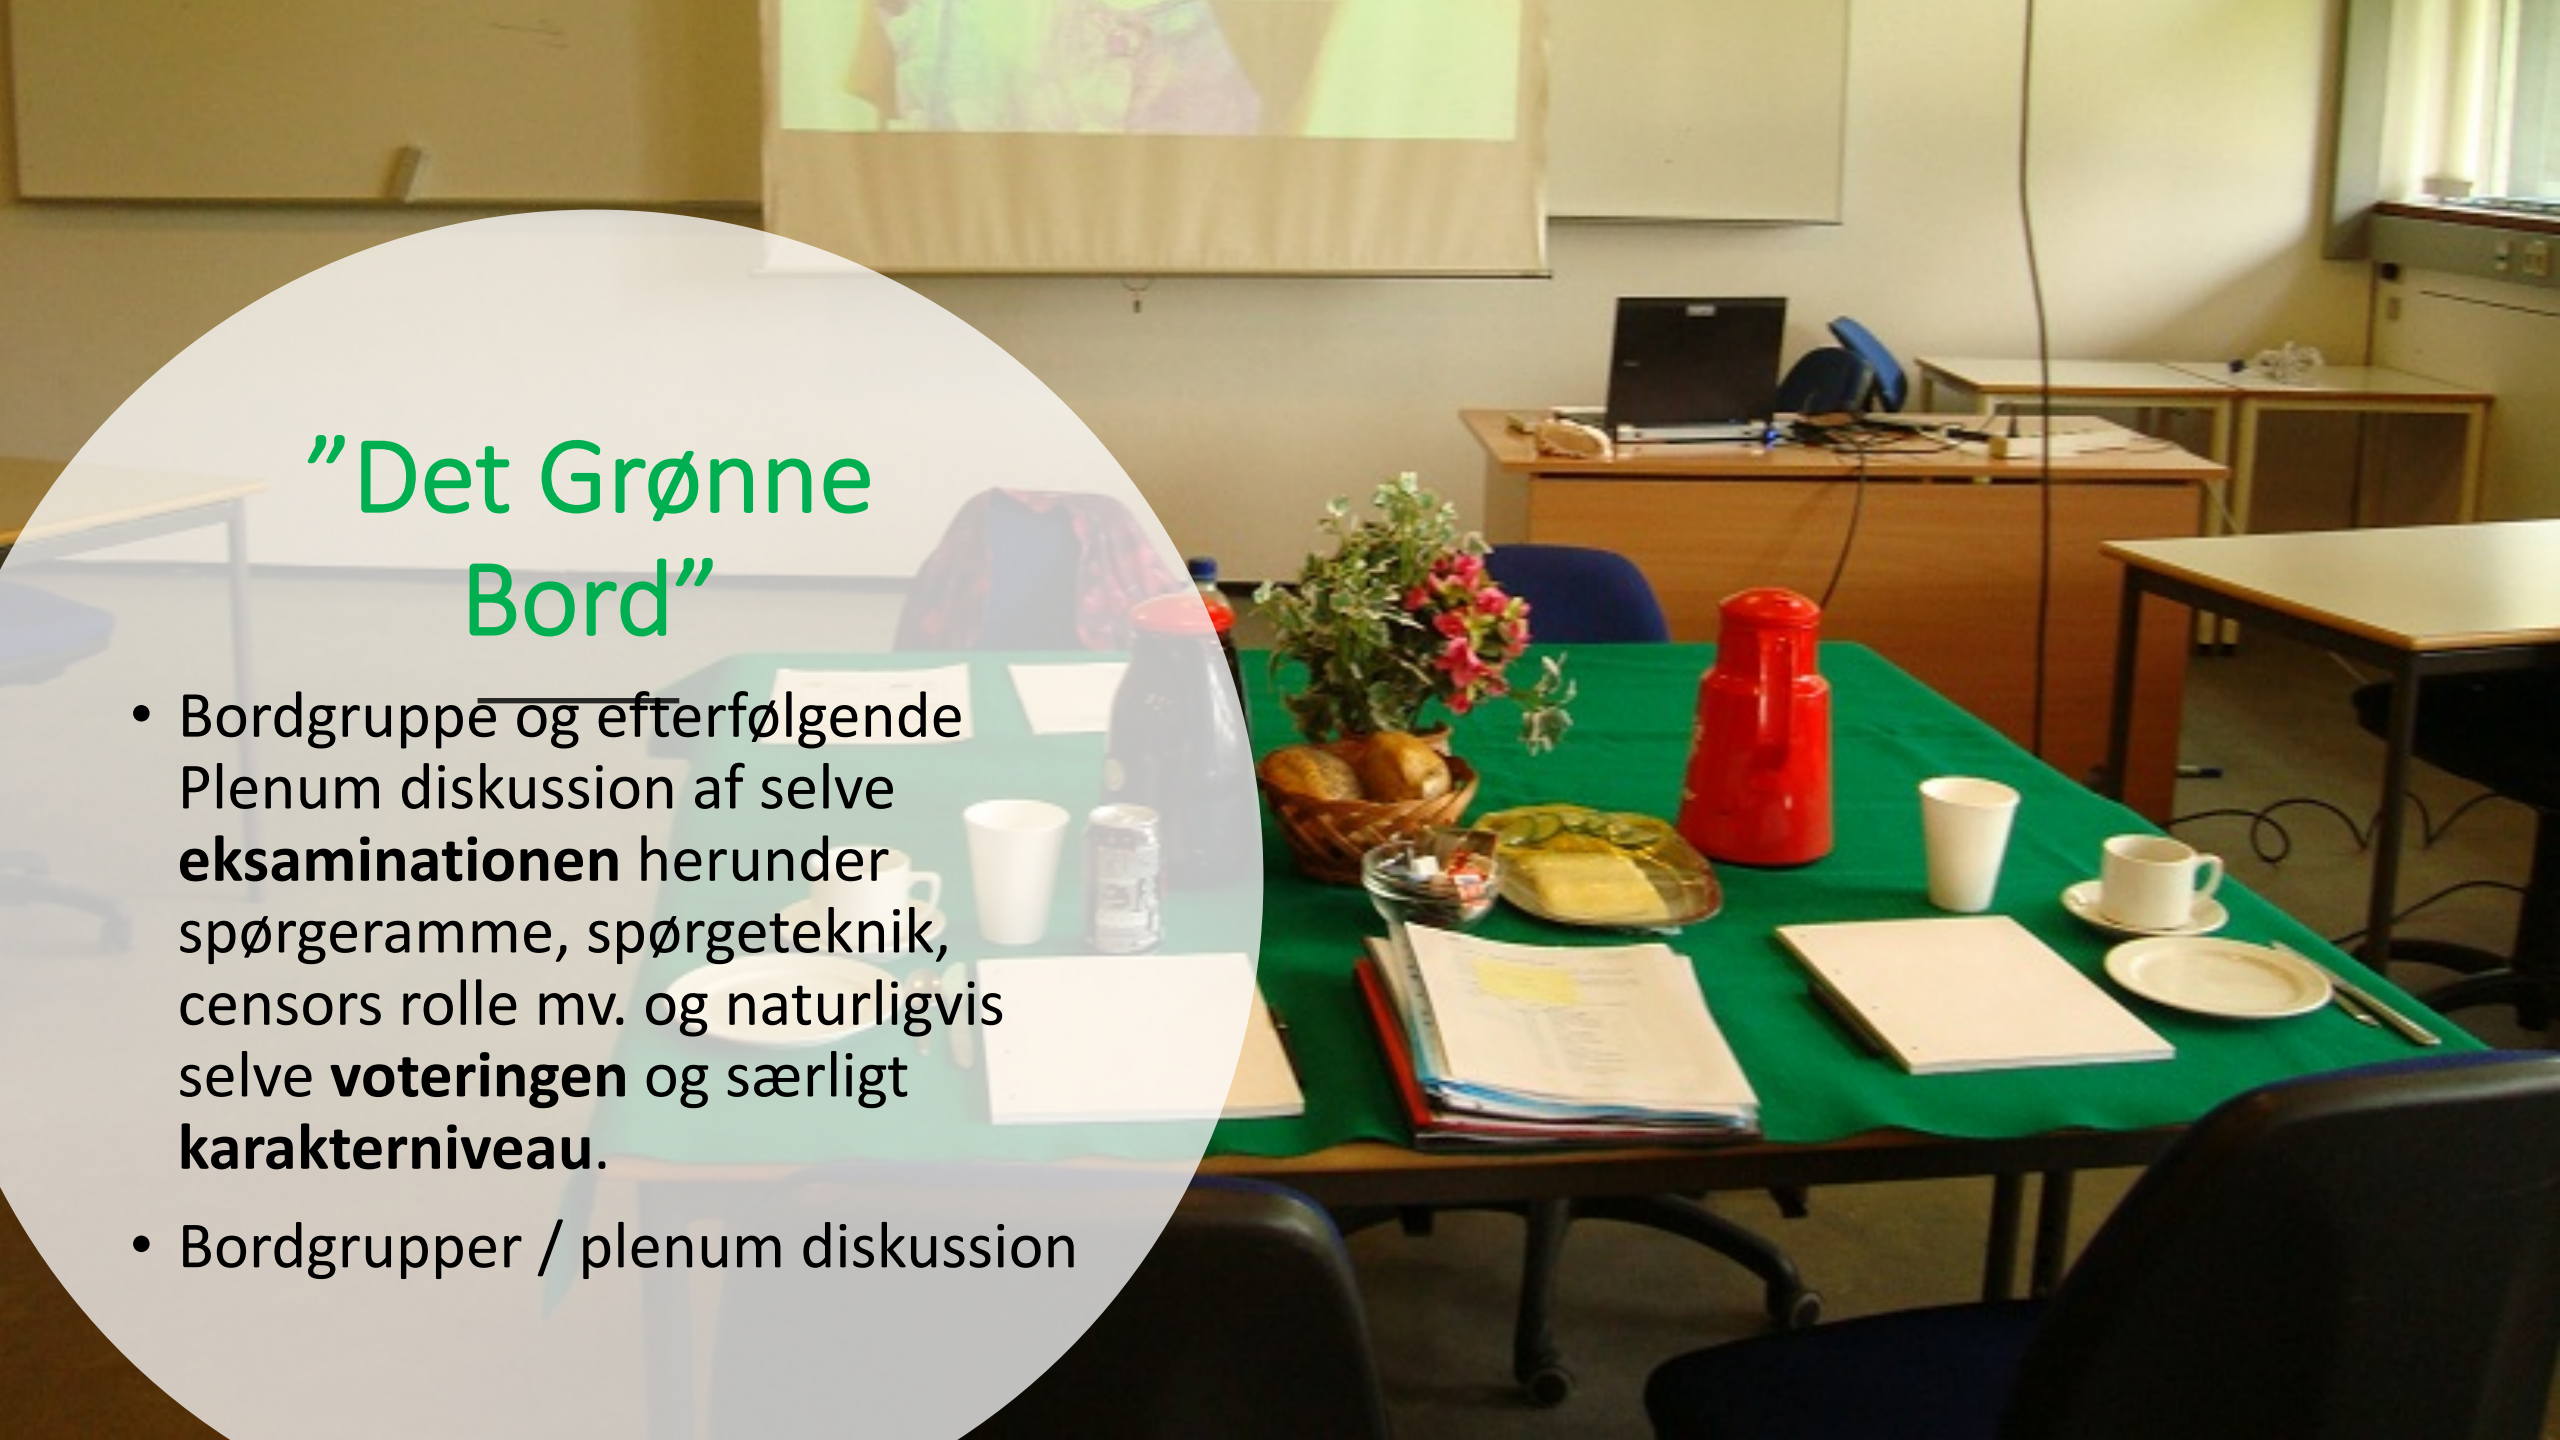 ”Det Grønne
Bord”
• Bordgruppe og efterfølgende
Plenum diskussion af selve
eksaminationen herunder
spørgeramme, spørgeteknik,
censors rolle mv. og naturligvis
selve voteringen og særligt
karakterniveau.
• Bordgrupper / plenum diskussion